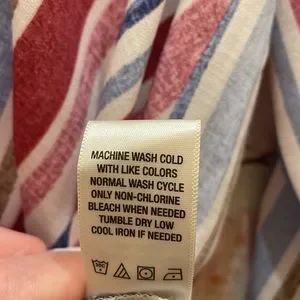 MACHINE WASH COLD
WITH LIKE COLORS
NORMAL WASH CYCLE
ONLY NON-CHLORINE
BLEACH WHEN NEEDED
TUMBLE DRY LOW
COOL IRON IF NEEDED